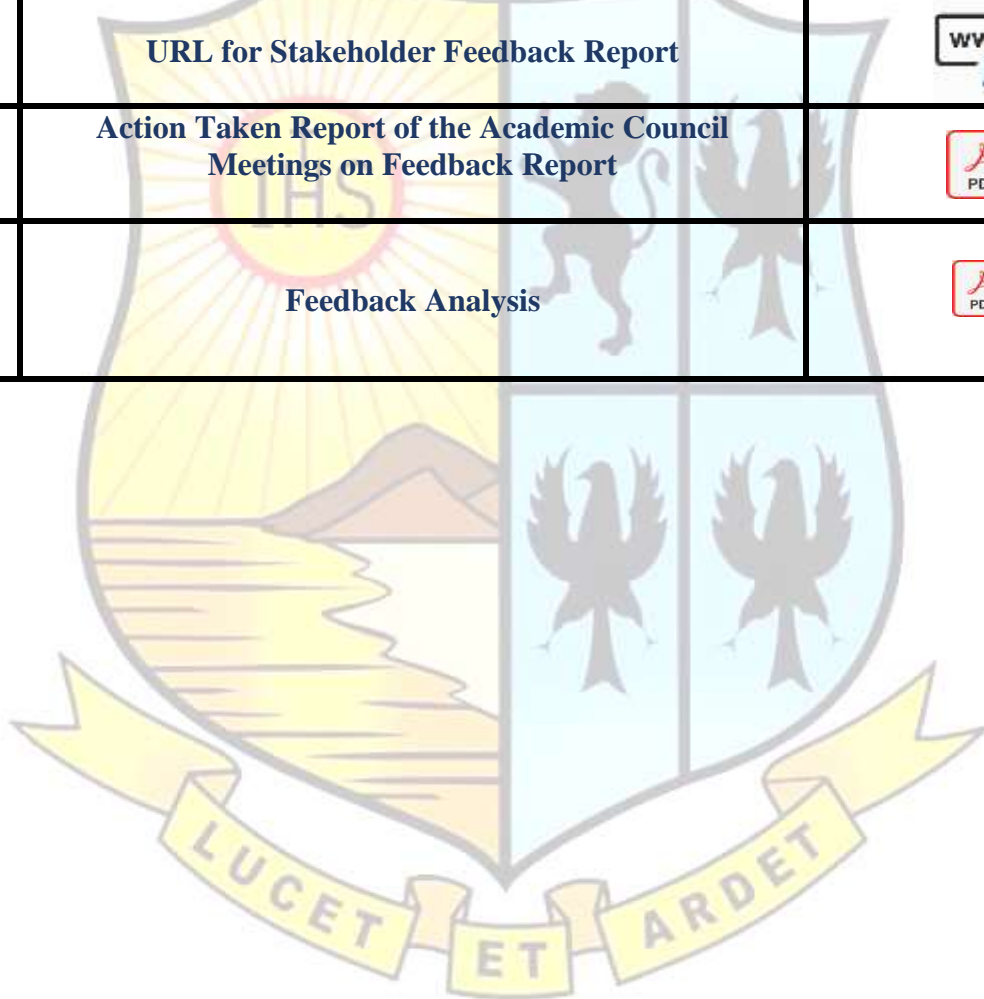 URL for Stakeholder Feedback Report
Action Taken Report of the Academic Council
Meetings on Feedback Report
IHS
Feedback Analysis
LUCET
ET
ARDET